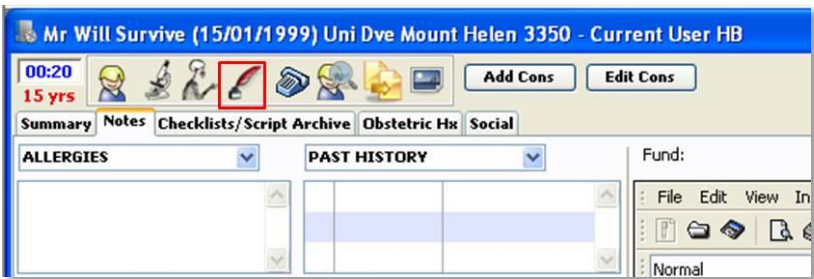 Mr Will Survive (15/01/1999) Uni Dve Mount Helen 3350 - Current User HB
00:20
15 yrs
Add Cons
Edit Cons
Summary
Notes
Checklists/Script Archive
Obstetric Hx
Social
ALLERGIES
PAST HISTORY
Fund:
File Edit View In
Normal